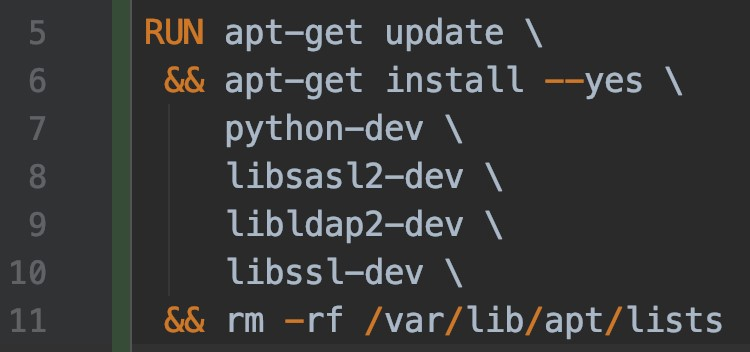 5 RUN apt-get update \
6 && apt-get install --yes \
7 python-dev \
8 libsasl2-dev \
9 libldap2-dev \
10 libssl-dev \
11 && rm -rf /var/lib/apt/lists